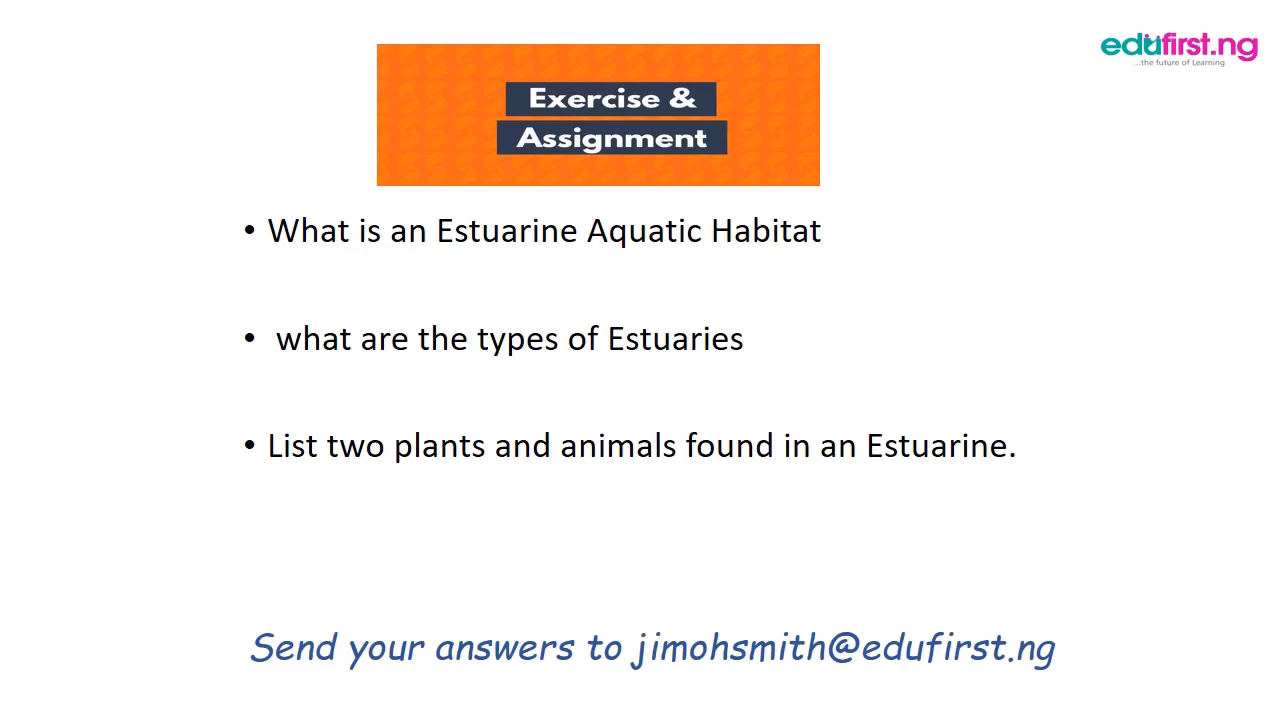 edufirst.ng
...the future of Learning
Exercise &
Assignment
• What is an Estuarine Aquatic Habitat
• what are the types of Estuaries
• List two plants and animals found in an Estuarine.
Send your answers to jimohsmith@edufirst.ng